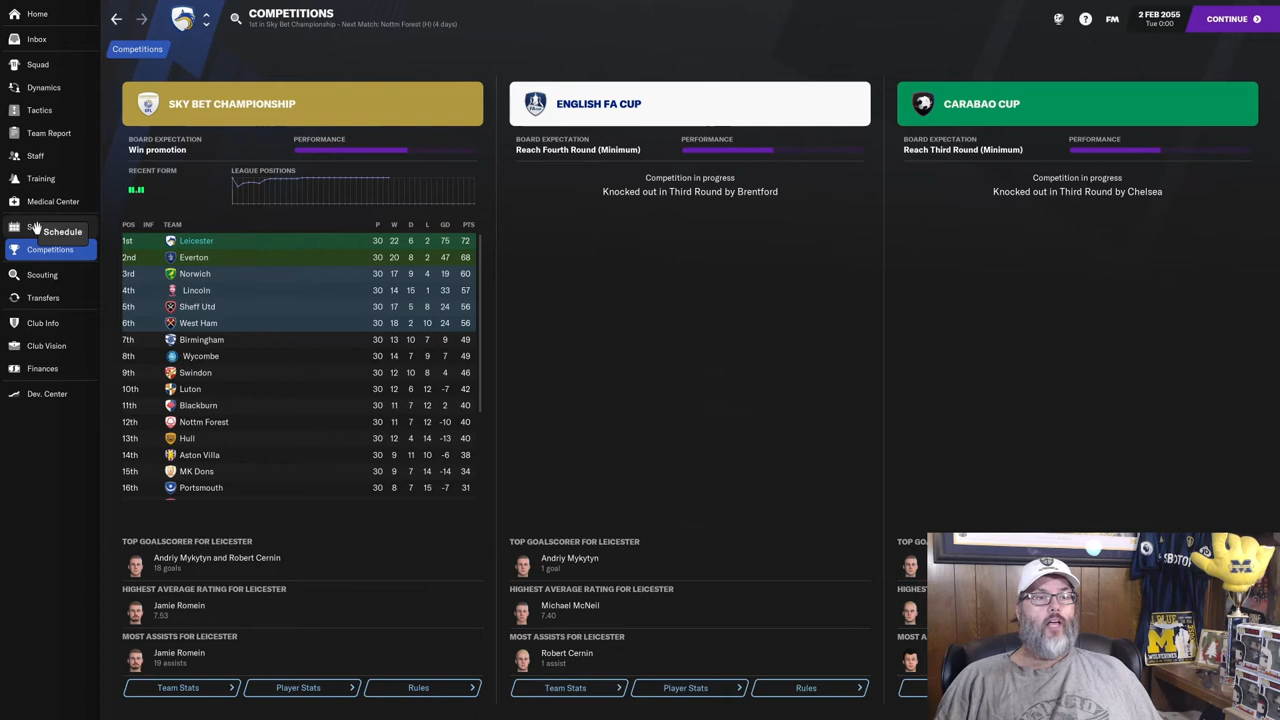 Home
COMPETITIONS
1st in Sky Bet Championship - Next Match: Nottm Forest (H) (4 days)
FM
2 FEB 2055
Tue 0:00
CONTINUE
Inbox
Squad
Dynamics
Tactics
Team Report
Staff
Training
Medical Center
Schedule
Competitions
Scouting
Transfers
Club Info
Club Vision
Finances
Dev. Center
Competitions
SKY BET CHAMPIONSHIP
BOARD EXPECTATION PERFORMANCE
Win promotion
RECENT FORM LEAGUE POSITIONS
POS INF TEAM P W D L GD PTS
1st Leicester 30 22 6 2 75 72
2nd Everton 30 20 8 2 47 68
3rd Norwich 30 17 9 4 19 60
4th Lincoln 30 14 15 1 33 57
5th Sheff Utd 30 17 5 8 24 56
6th West Ham 30 18 2 10 24 56
7th Birmingham 30 13 10 7 9 49
8th Wycombe 30 14 7 9 7 49
9th Swindon 30 12 10 8 4 46
10th Luton 30 12 6 12 -7 42
11th Blackburn 30 11 7 12 2 40
12th Nottm Forest 30 11 7 12 -10 40
13th Hull 30 12 4 14 -13 40
14th Aston Villa 30 9 11 10 -6 38
15th MK Dons 30 9 7 14 -14 34
16th Portsmouth 30 8 7 15 -7 31
TOP GOALSCORER FOR LEICESTER
Andriy Mykytyn and Robert Cernin
18 goals
HIGHEST AVERAGE RATING FOR LEICESTER
Jamie Romein
7.53
MOST ASSISTS FOR LEICESTER
Jamie Romein
19 assists
Team Stats
Player Stats
Rules
ENGLISH FA CUP
BOARD EXPECTATION PERFORMANCE
Reach Fourth Round (Minimum)
Competition in progress
Knocked out in Third Round by Brentford
TOP GOALSCORER FOR LEICESTER
Andriy Mykytyn
1 goal
HIGHEST AVERAGE RATING FOR LEICESTER
Michael McNeil
7.40
MOST ASSISTS FOR LEICESTER
Robert Cernin
1 assist
Team Stats
Player Stats
Rules
CARABAO CUP
BOARD EXPECTATION PERFORMANCE
Reach Third Round (Minimum)
Competition in progress
Knocked out in Third Round by Chelsea